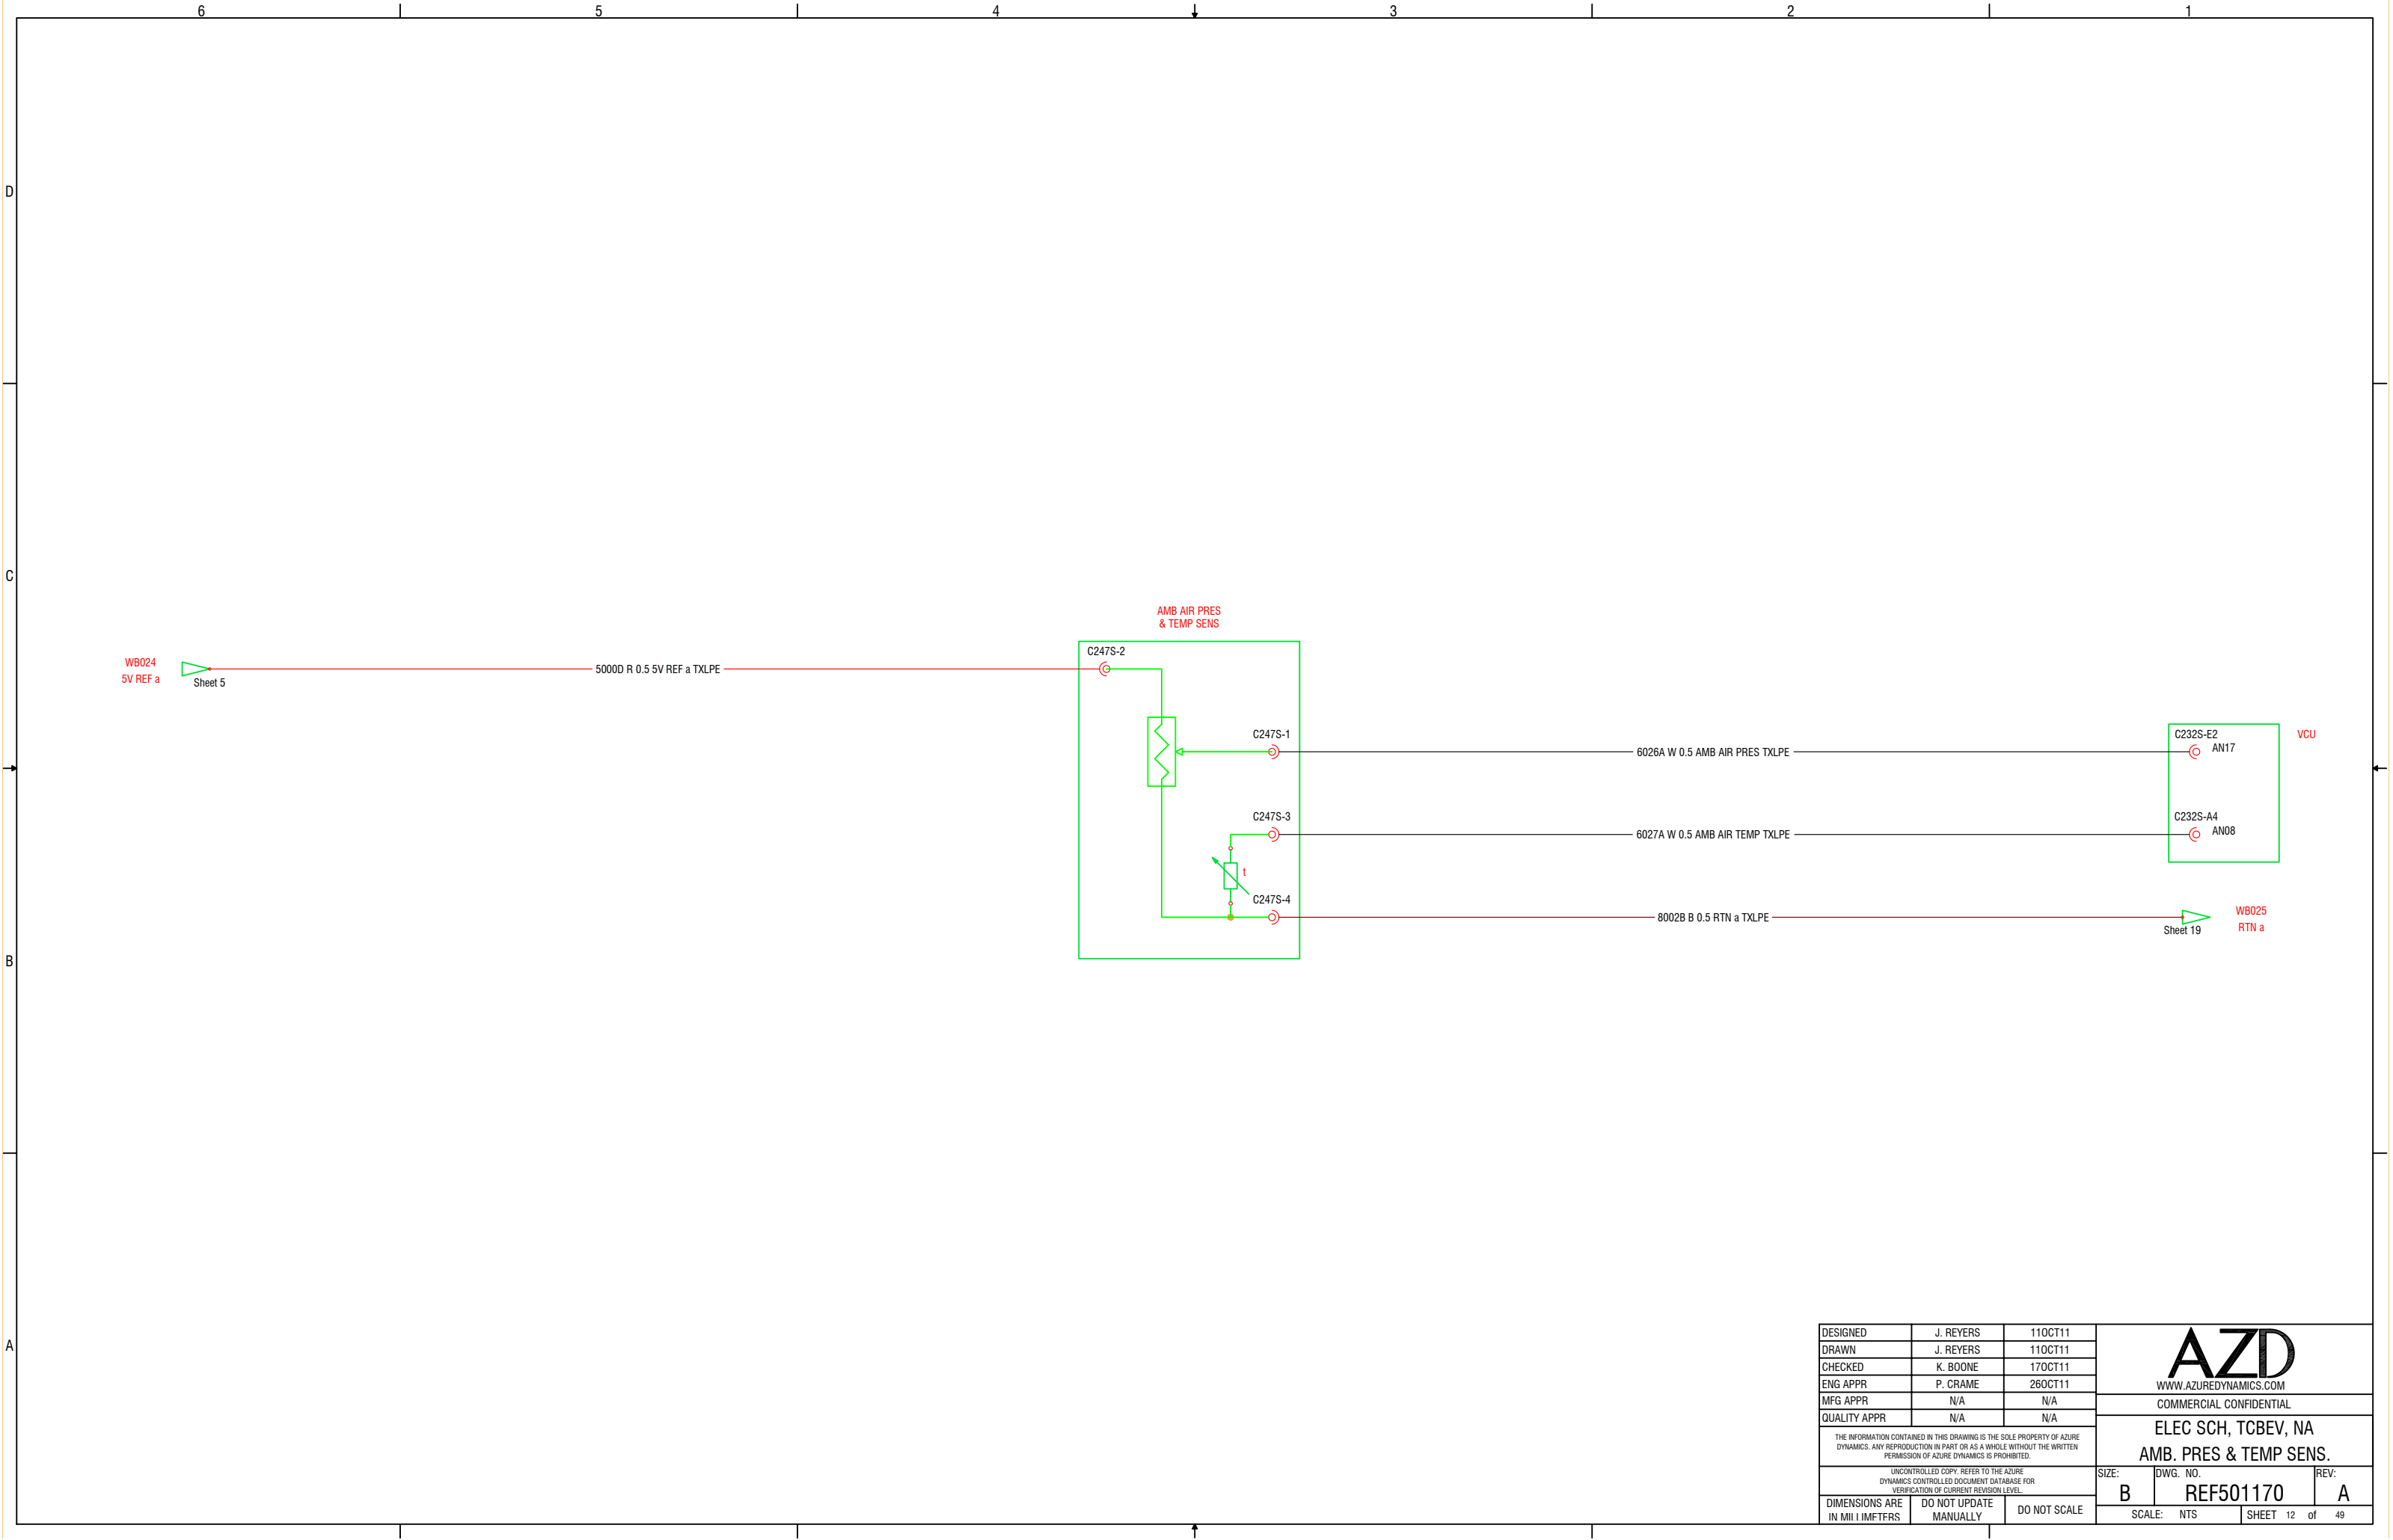 6 5 4 3 2 1
D
C
B
A
AMB AIR PRES
& TEMP SENS
WB024
5V REF a
Sheet 5
5000D R 0.5 5V REF a TXLPE
C247S-2
C247S-1
6026A W 0.5 AMB AIR PRES TXLPE
C232S-E2
AN17
VCU
C247S-3
6027A W 0.5 AMB AIR TEMP TXLPE
C232S-A4
AN08
t
C247S-4
8002B B 0.5 RTN a TXLPE
Sheet 19
WB025
RTN a
DESIGNED J. REYERS 11OCT11
DRAWN J. REYERS 11OCT11
CHECKED K. BOONE 17OCT11
ENG APPR P. CRAME 26OCT11
MFG APPR N/A N/A
QUALITY APPR N/A N/A
THE INFORMATION CONTAINED IN THIS DRAWING IS THE SOLE PROPERTY OF AZURE
DYNAMICS. ANY REPRODUCTION IN PART OR AS A WHOLE WITHOUT THE WRITTEN
PERMISSION OF AZURE DYNAMICS IS PROHIBITED.
UNCONTROLLED COPY. REFER TO THE AZURE
DYNAMICS CONTROLLED DOCUMENT DATABASE FOR
VERIFICATION OF CURRENT REVISION LEVEL.
DIMENSIONS ARE
IN MILLIMETERS
DO NOT UPDATE
MANUALLY
DO NOT SCALE
AZD
WWW.AZUREDYNAMICS.COM
COMMERCIAL CONFIDENTIAL
ELEC SCH, TCBEV, NA
AMB. PRES & TEMP SENS.
SIZE: DWG. NO. REV:
B REF501170 A
SCALE: NTS SHEET 12 of 49